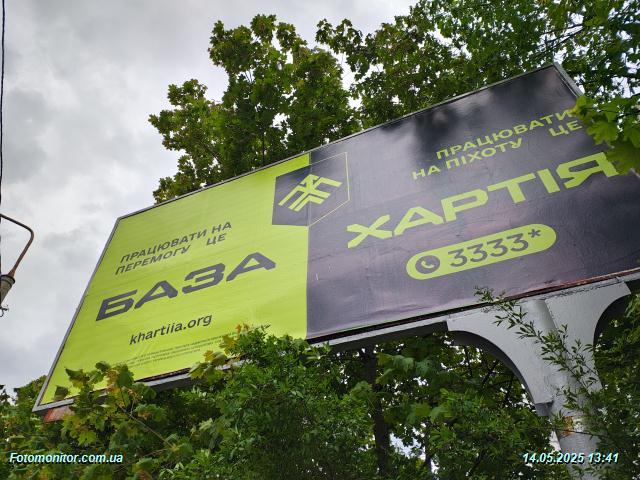 ПРАЦЮВАТИ НА
ПЕРЕМОГУ ЦЕ
БАЗА
khartiia.org
ПРАЦЮВАТИ
НА ПІХОТУ ЦЕ
ХАРТІЯ
3333*
Fotomonitor.com.ua
14.05.2025 13:41